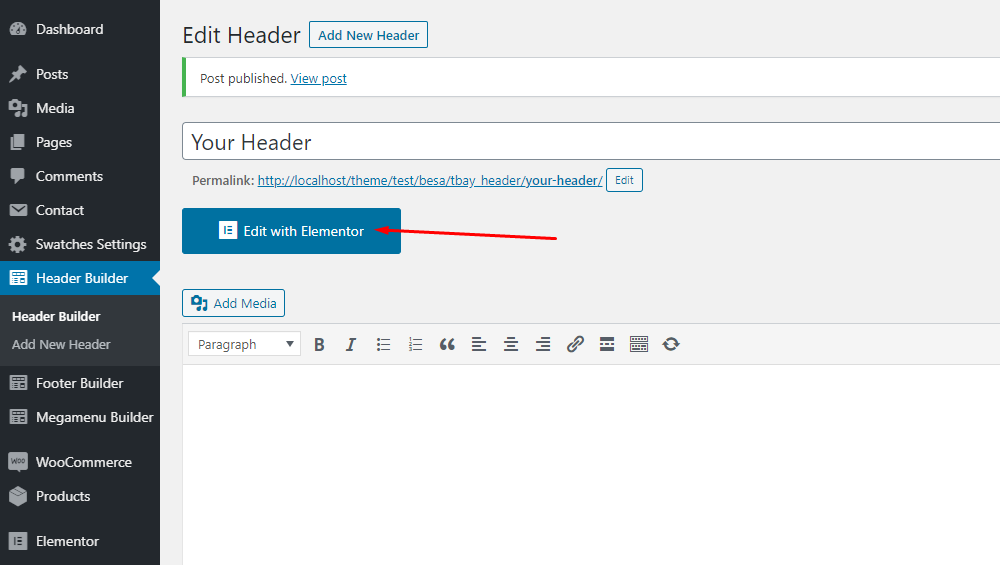 Dashboard
Posts
Media
Pages
Comments
Contact
Swatches Settings
Header Builder
Header Builder
Add New Header
Footer Builder
Megamenu Builder
WOO
WooCommerce
Products
Elementor
Edit Header Add New Header
Post published. View post
Your Header
Permalink: http://localhost/theme/test/besa/tbay_header/your-header/ Edit
Edit with Elementor
Add Media
Paragraph B I